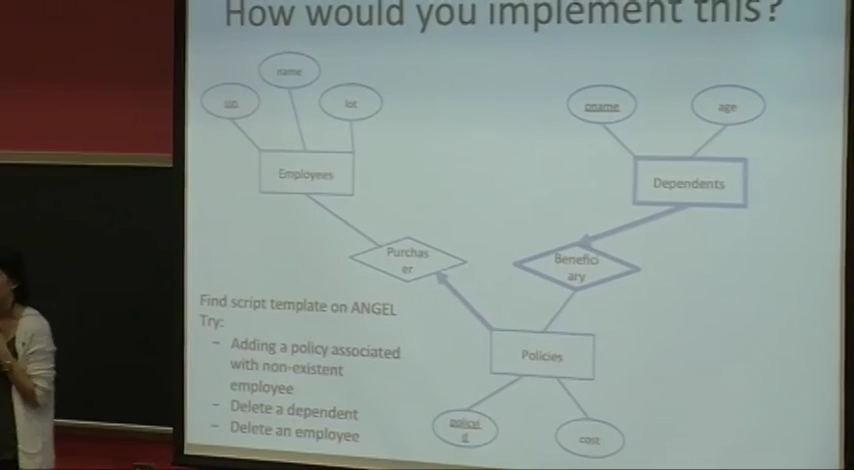 How would you implement this?
name
ssn
lot
Employees
pname
age
Dependents
Purchas
er
Benefici
ary
Policies
policyi
d
cost
Find script template on ANGEL
Try:
– Adding a policy associated
with non-existent
employee
– Delete a dependent
– Delete an employee